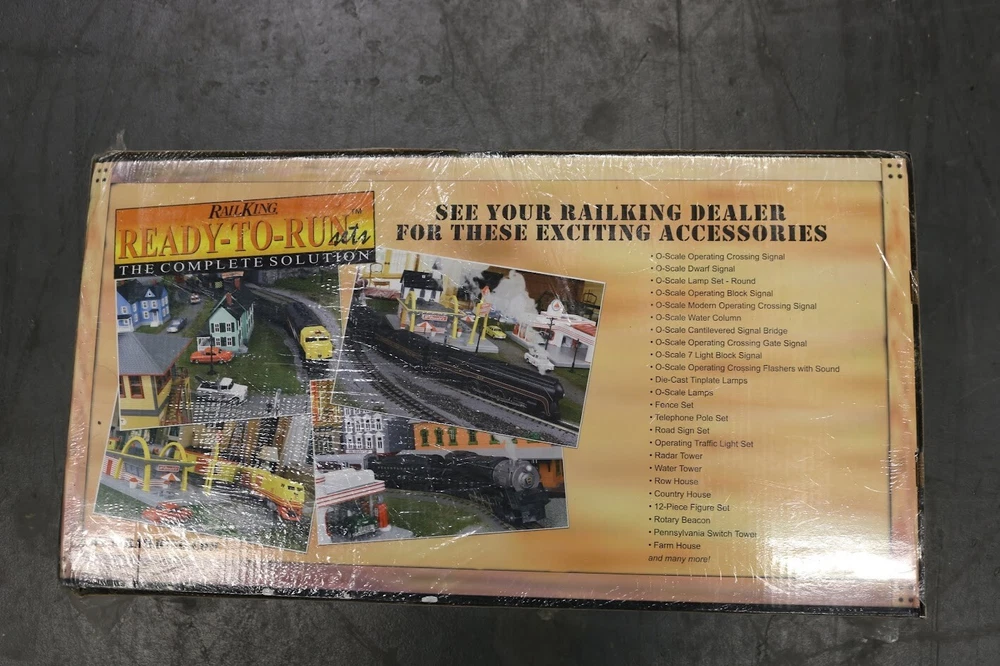 RAILKING
READY-TO-RUN™
sets
THE COMPLETE SOLUTION
SEE YOUR RAILKING DEALER
FOR THESE EXCITING ACCESSORIES
• O-Scale Operating Crossing Signal
• O-Scale Dwarf Signal
• O-Scale Lamp Set - Round
• O-Scale Operating Block Signal
• O-Scale Modern Operating Crossing Signal
• O-Scale Water Column
• O-Scale Cantilevered Signal Bridge
• O-Scale Operating Crossing Gate Signal
• O-Scale 7 Light Block Signal
• O-Scale Operating Crossing Flashers with Sound
• Die-Cast Tinplate Lamps
• O-Scale Lamps
• Fence Set
• Telephone Pole Set
• Road Sign Set
• Operating Traffic Light Set
• Radar Tower
• Water Tower
• Row House
• Country House
• 12-Piece Figure Set
• Rotary Beacon
• Pennsylvania Switch Tower
• Farm House
and many more!